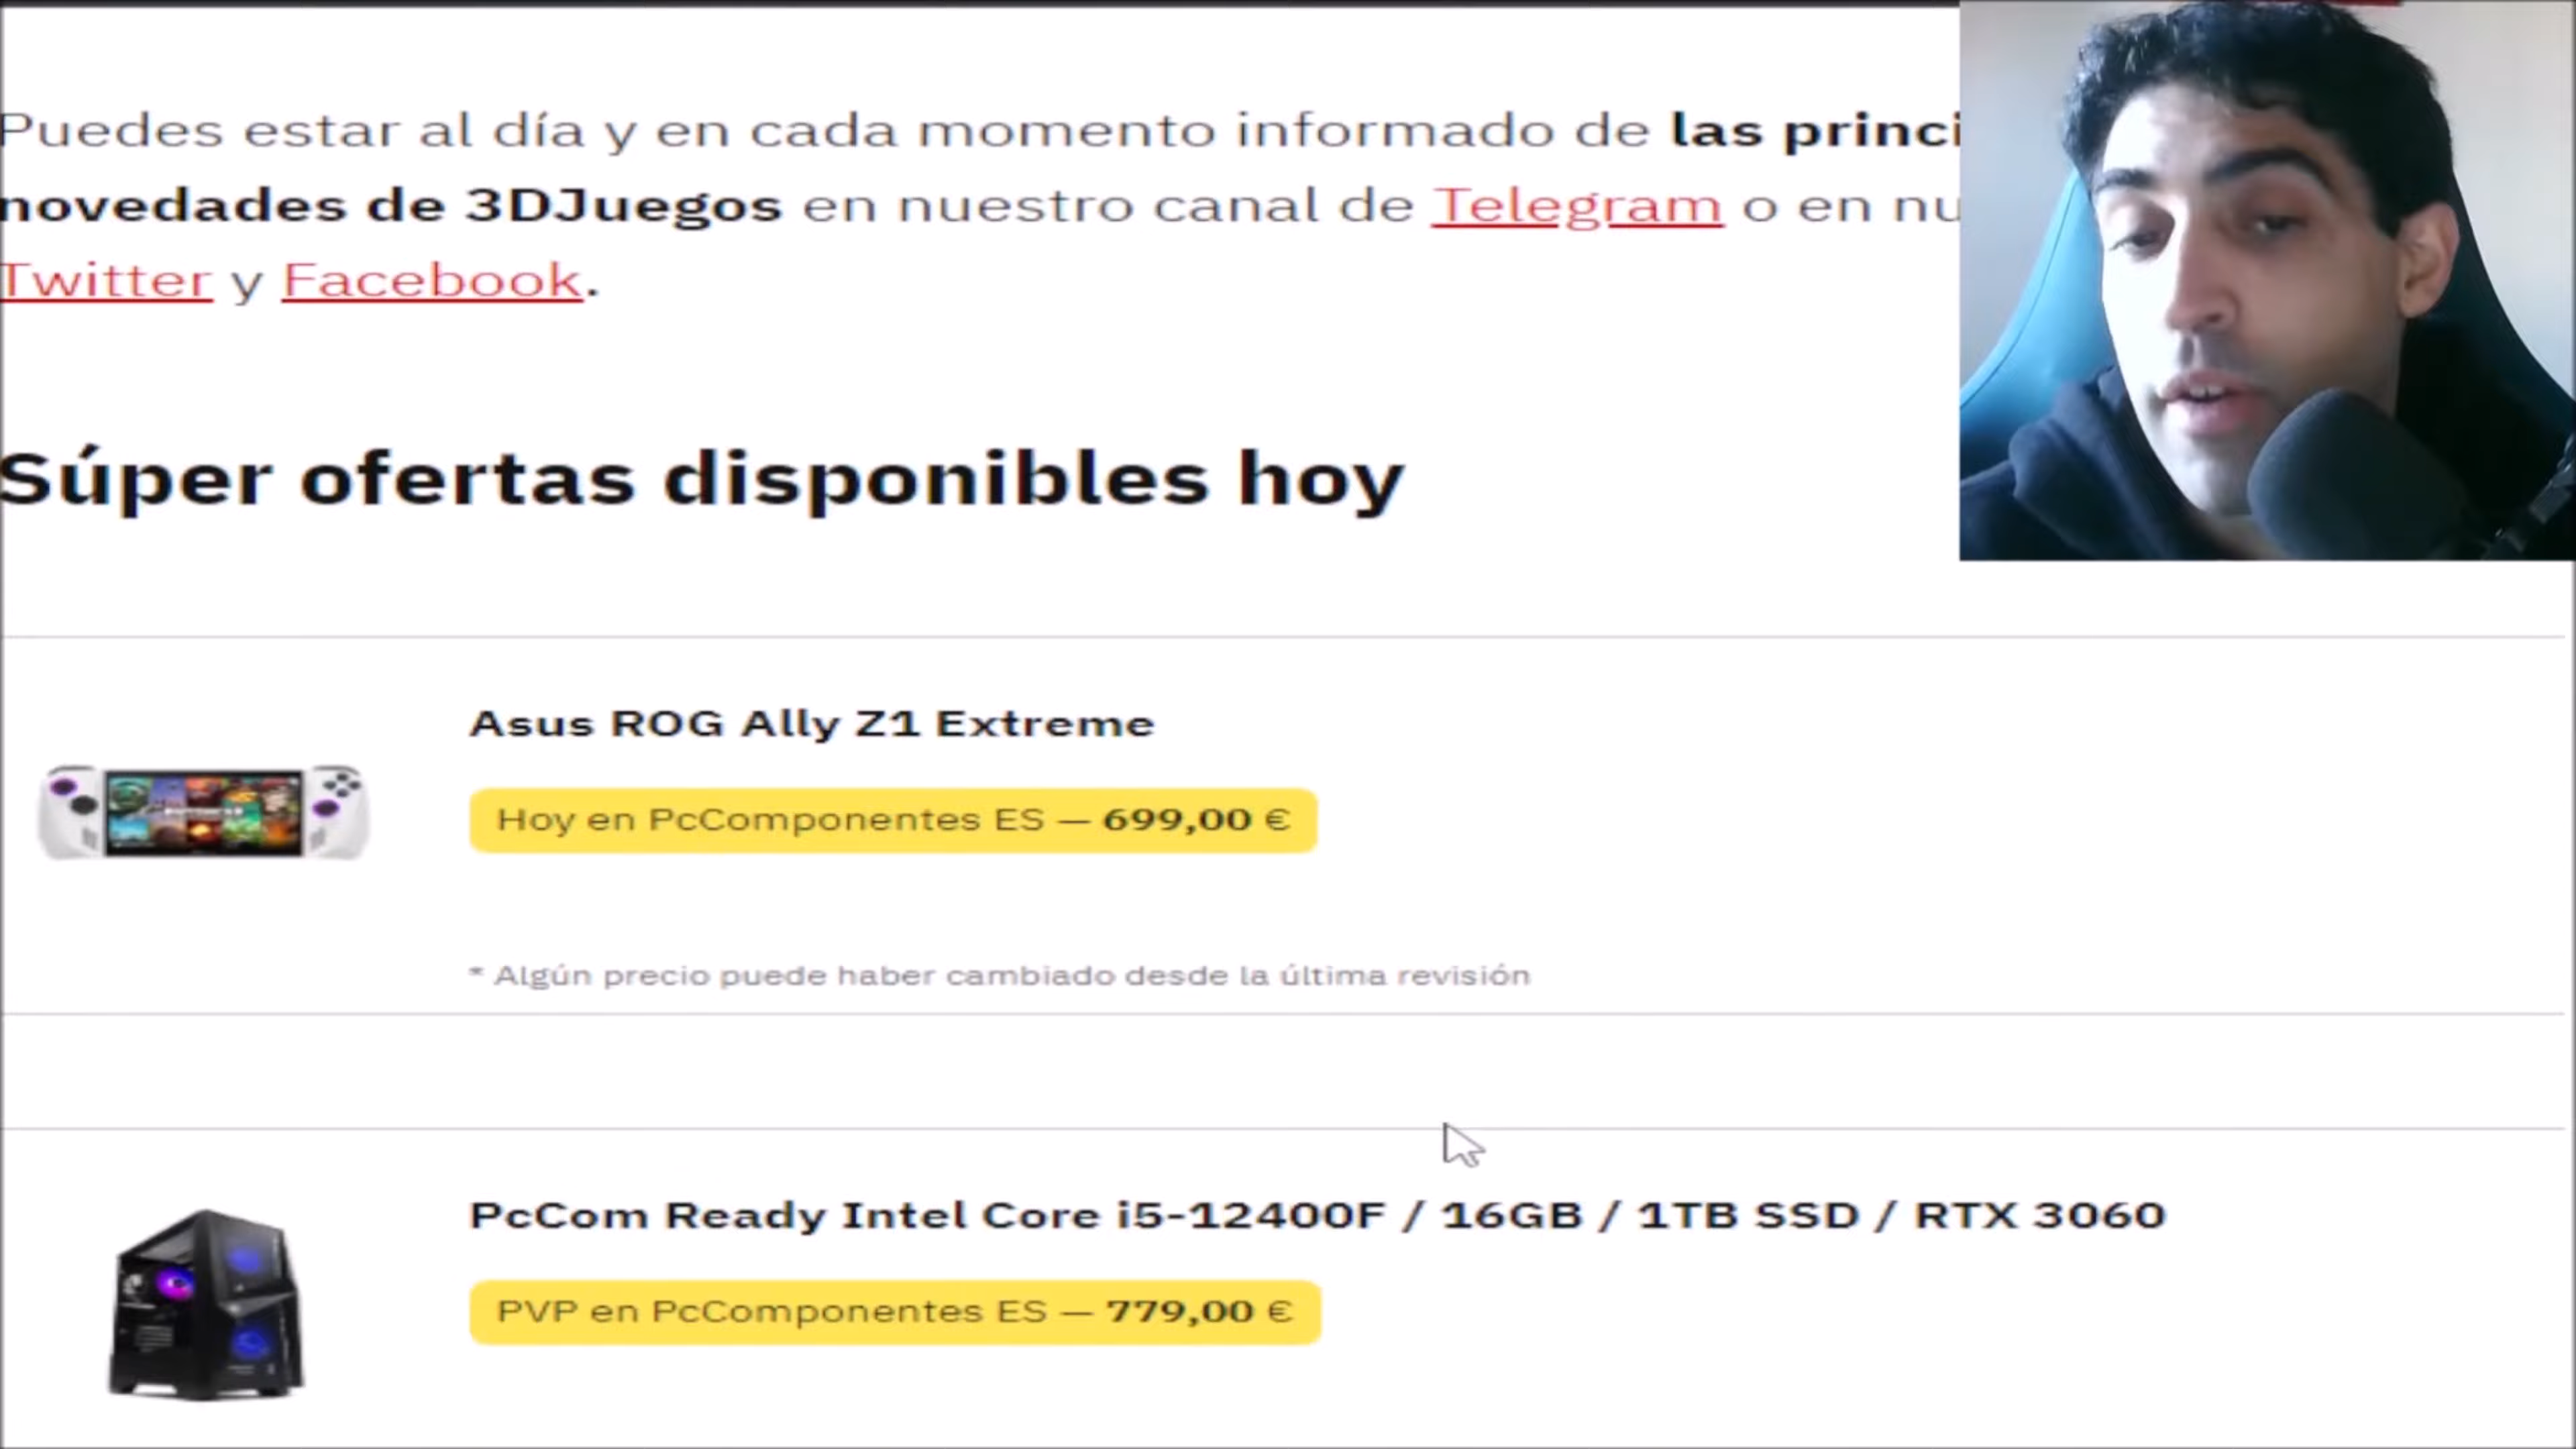 Puedes estar al día y en cada momento informado de las princi
novedades de 3DJuegos en nuestro canal de Telegram o en nu
Twitter y Facebook.
Súper ofertas disponibles hoy
Asus ROG Ally Z1 Extreme
Hoy en PcComponentes ES — 699,00 €
* Algún precio puede haber cambiado desde la última revisión
PcCom Ready Intel Core i5-12400F / 16GB / 1TB SSD / RTX 3060
PVP en PcComponentes ES — 779,00 €